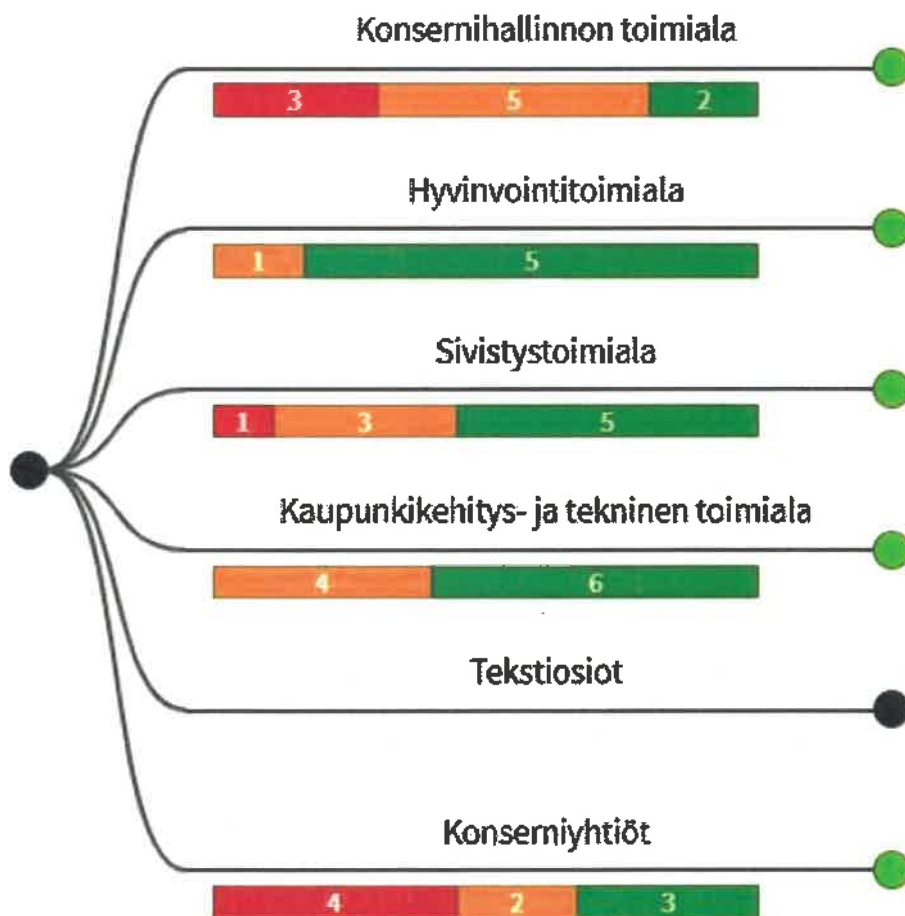 Konsernihallinnon toimiala
3 5 2
Hyvinvointitoimiala
1 5
Sivistystoimiala
1 3 5
Kaupunkikehitys- ja tekninen toimiala
4 6
Tekstiosiot
Konserniyhtiöt
4 2 3